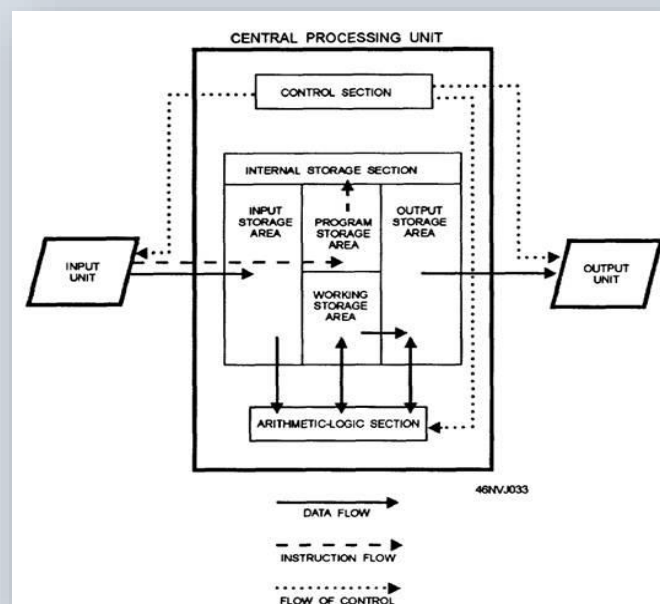 CENTRAL PROCESSING UNIT
CONTROL SECTION
INTERNAL STORAGE SECTION
INPUT
STORAGE
AREA
PROGRAM
STORAGE
AREA
OUTPUT
STORAGE
AREA
INPUT
UNIT
OUTPUT
UNIT
WORKING
STORAGE
AREA
ARITHMETIC-LOGIC SECTION
46NVJ033
DATA FLOW
INSTRUCTION FLOW
FLOW OF CONTROL